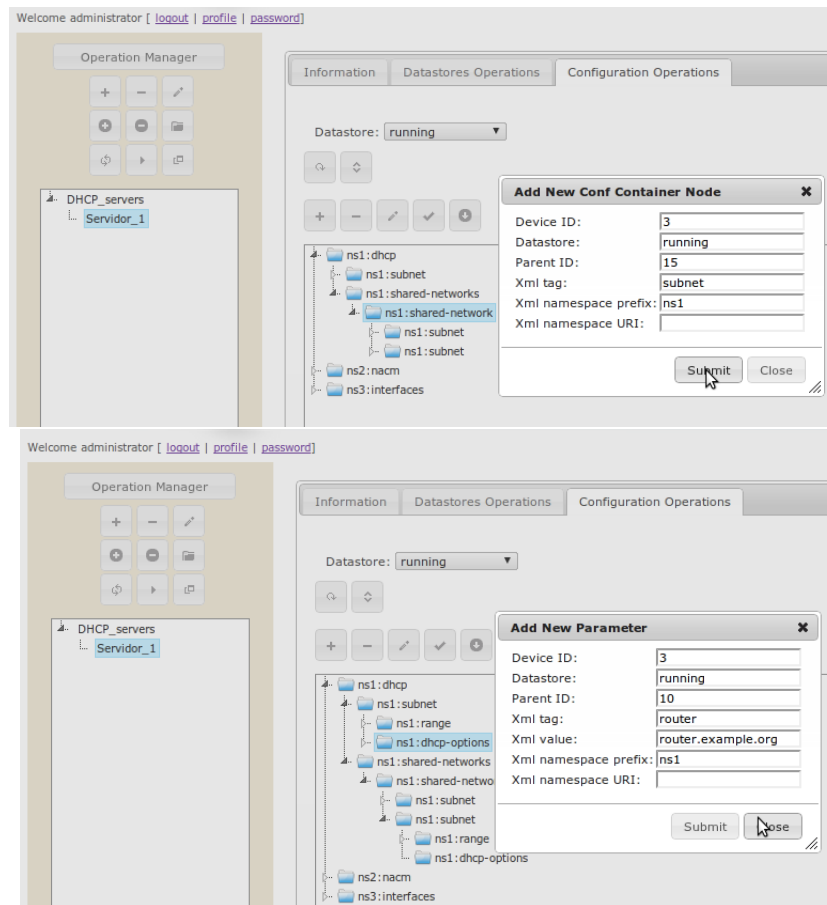 Welcome administrator [ logout | profile | password]
Operation Manager
Information
Datastores Operations
Configuration Operations
Datastore: running
DHCP_servers
Servidor_1
ns1:dhcp
ns1:subnet
ns1:shared-networks
ns1:shared-network
ns1:subnet
ns1:subnet
ns2:nacm
ns3:interfaces
Add New Conf Container Node
Device ID: 3
Datastore: running
Parent ID: 15
Xml tag: subnet
Xml namespace prefix: ns1
Xml namespace URI:
Submit
Close
Welcome administrator [ logout | profile | password]
Operation Manager
Information
Datastores Operations
Configuration Operations
Datastore: running
DHCP_servers
Servidor_1
ns1:dhcp
ns1:subnet
ns1:range
ns1:dhcp-options
ns1:shared-networks
ns1:shared-netwo
ns1:subnet
ns1:subnet
ns1:range
ns1:dhcp-options
ns2:nacm
ns3:interfaces
Add New Parameter
Device ID: 3
Datastore: running
Parent ID: 10
Xml tag: router
Xml value: router.example.org
Xml namespace prefix: ns1
Xml namespace URI:
Submit
Close